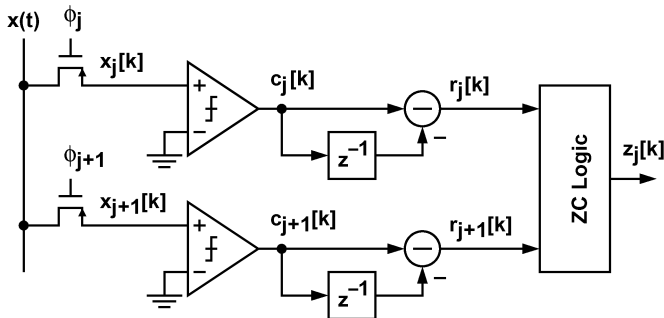 x(t)
ϕj
xj[k]
+
−
cj[k]
z−1
−
−
rj[k]
ZC Logic
zj[k]
ϕj+1
xj+1[k]
+
−
cj+1[k]
z−1
−
−
rj+1[k]